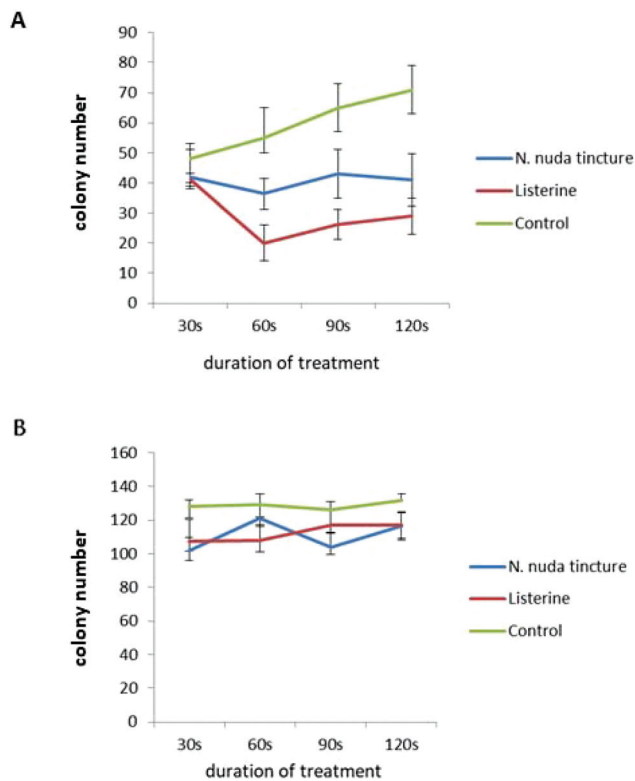 A
90
80
70
60
50
40
30
20
10
0
colony number
30s 60s 90s 120s
duration of treatment
N. nuda tincture
Listerine
Control
B
160
140
120
100
80
60
40
20
0
colony number
30s 60s 90s 120s
duration of treatment
N. nuda tincture
Listerine
Control